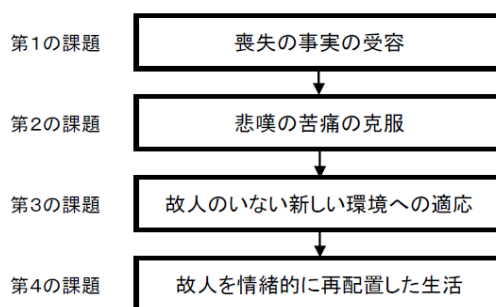 第1の課題
喪失の事実の受容
第2の課題
悲嘆の苦痛の克服
第3の課題
故人のいない新しい環境への適応
第4の課題
故人を情緒的に再配置した生活